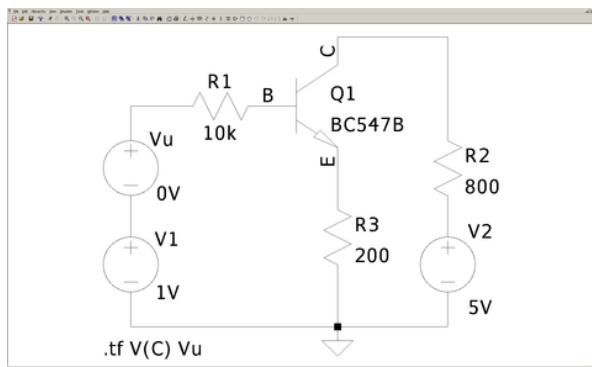 C
R1
B
Q1
10k
BC547B
Vu
E
R2
0V
800
R3
V1
V2
200
1V
5V
.tf V(C) Vu